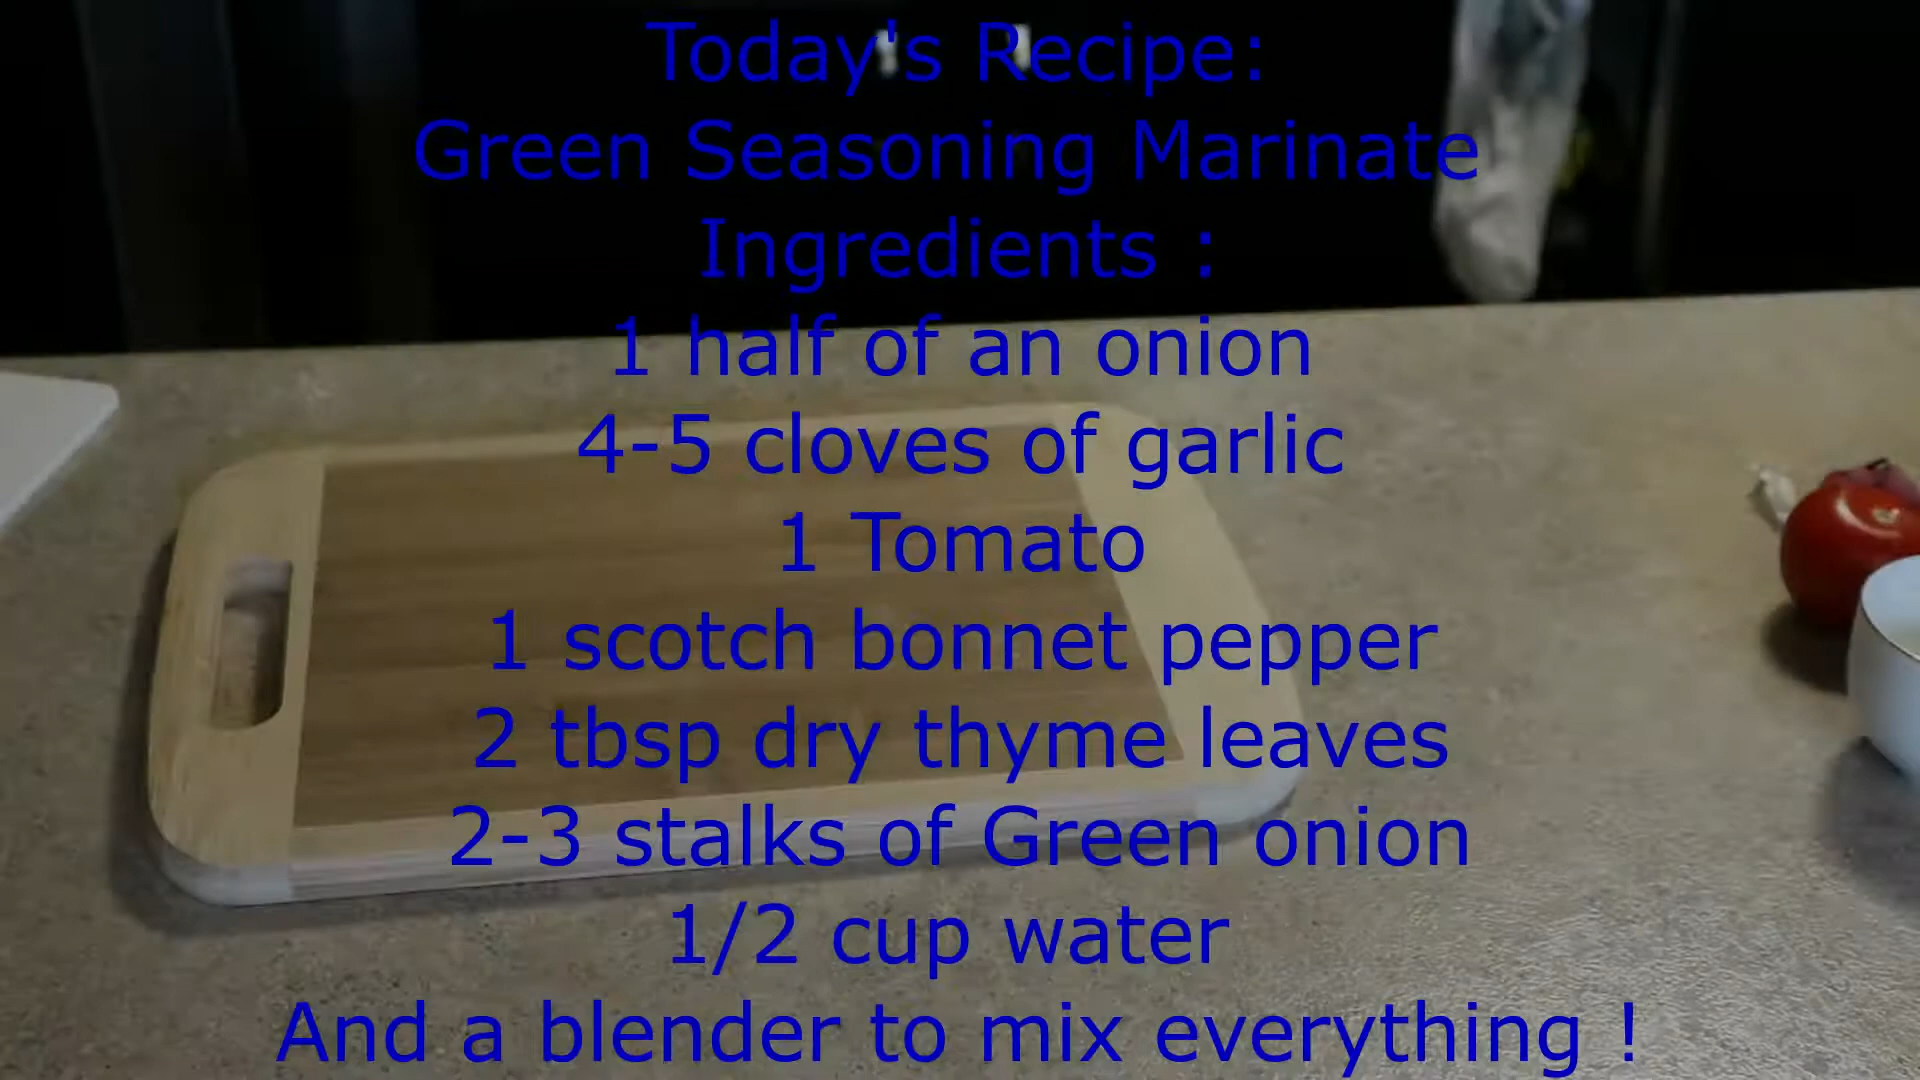 Today's Recipe:
Green Seasoning Marinate
Ingredients :
1 half of an onion
4-5 cloves of garlic
1 Tomato
1 scotch bonnet pepper
2 tbsp dry thyme leaves
2-3 stalks of Green onion
1/2 cup water
And a blender to mix everything !